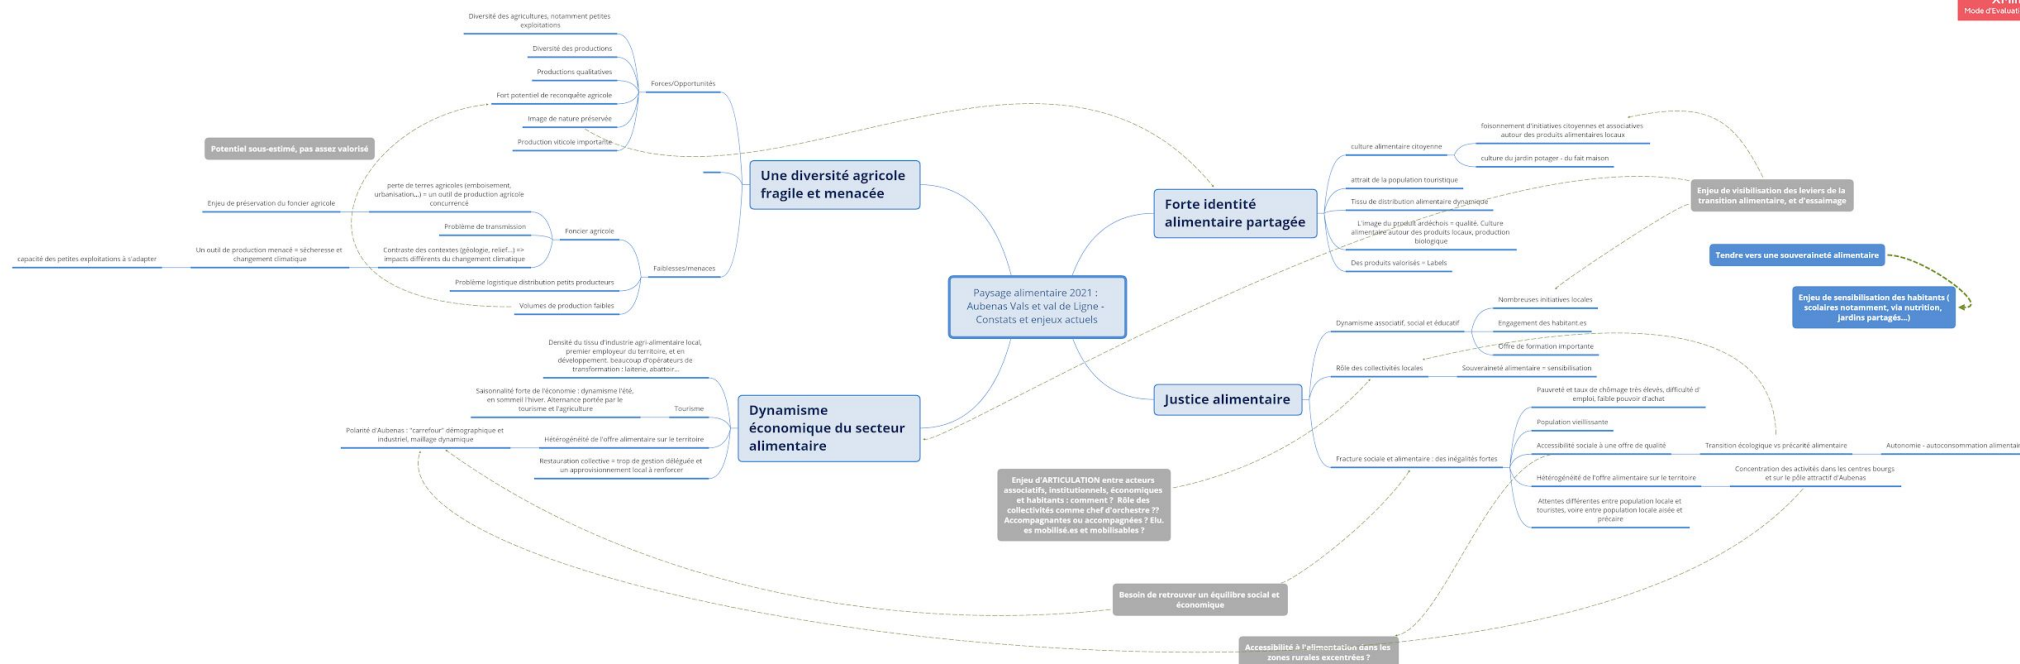 XMin
Mode d'Evaluati
Diversité des agricultures, notamment petites
exploitations
Diversité des productions
Productions qualitatives
Forces/Opportunités
Fort potentiel de reconquête agricole
Image de nature préservée
Production viticole importante
Potentiel sous-estimé, pas assez valorisé
Une diversité agricole
fragile et menacée
perte de terres agricoles (emboisement,
urbanisation...) = un outil de production agricole
concurrencé
Enjeu de préservation du foncier agricole
Problème de transmission
Foncier agricole
Contraste des contextes (géologie, relief...) =>
impacts différents du changement climatique
Un outil de production menacé = sécheresse et
changement climatique
capacité des petites exploitations à s'adapter
Faiblesses/menaces
Problème logistique distribution petits producteurs
Volumes de production faibles
Paysage alimentaire 2021 :
Aubenas Vals et val de Ligne -
Constats et enjeux actuels
Densité du tissu d'industrie agri-alimentaire local,
premier employeur du territoire, et en
développement. beaucoup d'opérateurs de
transformation : laiterie, abattoir...
Saisonnalité forte de l'économie : dynamisme l'été,
en sommeil l'hiver. Alternance portée par le
tourisme et l'agriculture
Tourisme
Dynamisme
économique du secteur
alimentaire
Polarité d'Aubenas : "carrefour" démographique et
industriel, maillage dynamique
Hétérogénéité de l'offre alimentaire sur le territoire
Restauration collective = trop de gestion déléguée et
un approvisionnement local à renforcer
Forte identité
alimentaire partagée
culture alimentaire citoyenne
foisonnement d'initiatives citoyennes et associatives
autour des produits alimentaires locaux
culture du jardin potager - du fait maison
attrait de la population touristique
Tissu de distribution alimentaire dynamique
L'image du produit ardéchois = qualité. Culture
alimentaire autour des produits locaux, production
biologique
Des produits valorisés = Labels
Enjeu de visibilisation des leviers de la
transition alimentaire, et d'essaimage
Tendre vers une souveraineté alimentaire
Enjeu de sensibilisation des habitants (
scolaires notamment, via nutrition,
jardins partagés...)
Justice alimentaire
Dynamisme associatif, social et éducatif
Nombreuses initiatives locales
Engagement des habitant.es
Offre de formation importante
Rôle des collectivités locales
Souveraineté alimentaire = sensibilisation
Fracture sociale et alimentaire : des inégalités fortes
Pauvreté et taux de chômage très élevés, difficulté d'
emploi, faible pouvoir d'achat
Population vieillissante
Accessibilité sociale à une offre de qualité
Transition écologique vs précarité alimentaire
Autonomie - autoconsommation alimentai
Hétérogénéité de l'offre alimentaire sur le territoire
Concentration des activités dans les centres bourgs
et sur le pôle attractif d'Aubenas
Attentes différentes entre population locale et
touristes, voire entre population locale aisée et
précaire
Enjeu d'ARTICULATION entre acteurs
associatifs, institutionnels, économiques
et habitants : comment ? Rôle des
collectivités comme chef d'orchestre ??
Accompagnantes ou accompagnées ? Elu.
es mobilisé.es et mobilisables ?
Besoin de retrouver un équilibre social et
économique
Accessibilité à l'alimentation dans les
zones rurales excentrées ?